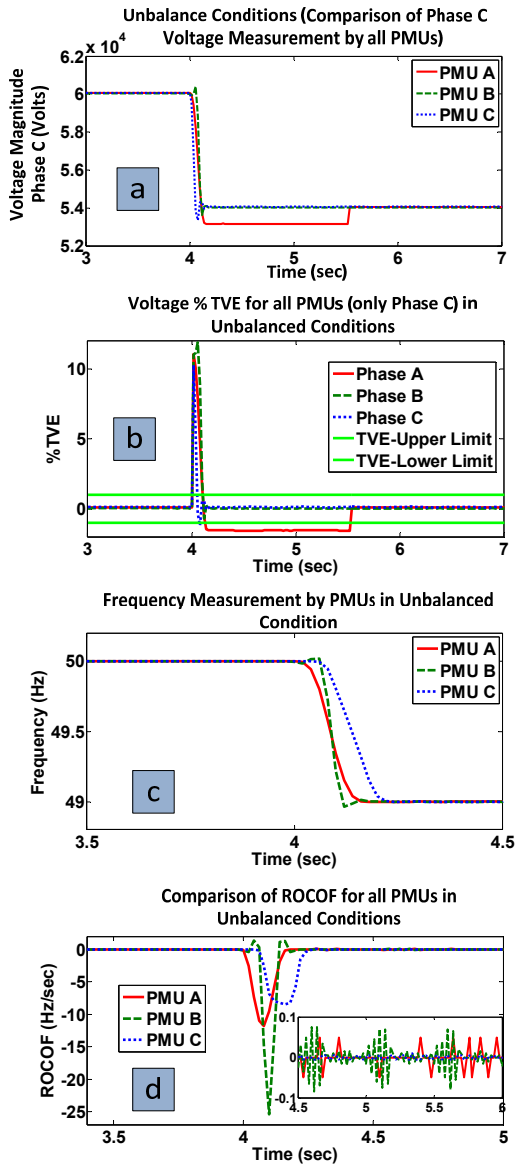 Unbalance Conditions (Comparison of Phase C
Voltage Measurement by all PMUs)
x 10⁴
6.2
6
5.8
5.6
5.4
5.2
Voltage Magnitude
Phase C (Volts)
PMU A
PMU B
PMU C
a
3 4 5 6 7
Time (sec)
Voltage % TVE for all PMUs (only Phase C) in
Unbalanced Conditions
10
5
0
%TVE
Phase A
Phase B
Phase C
TVE-Upper Limit
TVE-Lower Limit
b
3 4 5 6 7
Time (sec)
Frequency Measurement by PMUs in Unbalanced
Condition
50
49.5
49
Frequency (Hz)
PMU A
PMU B
PMU C
c
3.5 4 4.5
Time (sec)
Comparison of ROCOF for all PMUs in
Unbalanced Conditions
0
-5
-10
-15
-20
-25
ROCOF (Hz/sec)
PMU A
PMU B
PMU C
d
0.1
0
-0.1
4.5 5 5.5 6
3.5 4 4.5 5
Time (sec)